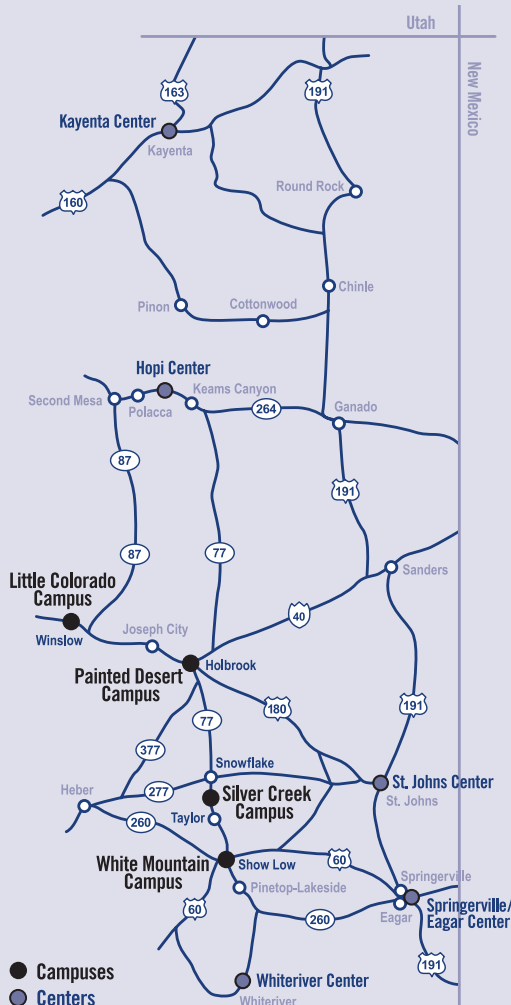 Utah
New Mexico
163
191
Kayenta Center
Kayenta
Round Rock
160
Chinle
Pinon
Cottonwood
Hopi Center
Second Mesa
Keams Canyon
Polacca
264
Ganado
87
191
87
77
Sanders
Little Colorado
Campus
Winslow
Joseph City
40
Painted Desert
Campus
Holbrook
180
191
77
377
Snowflake
St. Johns Center
St. Johns
Heber
277
Silver Creek
Campus
260
Taylor
White Mountain
Campus
Show Low
60
Pinetop-Lakeside
Springerville
Springerville/
Eagar Center
Eagar
60
260
191
Whiteriver Center
Whiteriver
Campuses
Centers